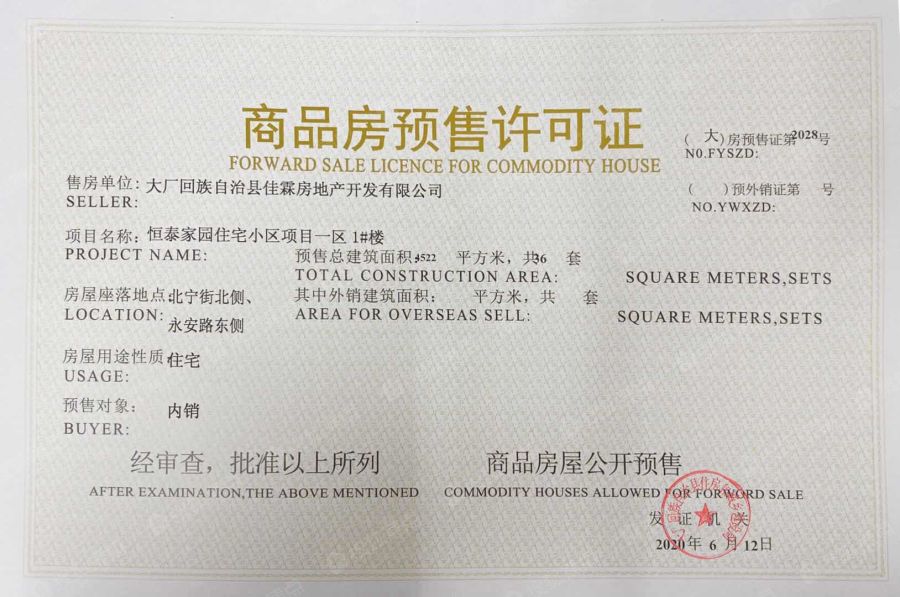 商品房预售许可证
FORWARD SALE LICENCE FOR COMMODITY HOUSE
(大)房预售证第2028号
NO.FYSZD:
售房单位:大厂回族自治县佳霖房地产开发有限公司
SELLER:
( )预外销证第 号
NO.YWXZD:
项目名称:恒泰家园住宅小区项目一区1#楼
PROJECT NAME:
预售总建筑面积:4522 平方米,共36 套
TOTAL CONSTRUCTION AREA: SQUARE METERS,SETS
房屋座落地点:北宁街北侧、
LOCATION: 永安路东侧
其中外销建筑面积: 平方米,共 套
AREA FOR OVERSEAS SELL: SQUARE METERS,SETS
房屋用途性质:住宅
USAGE:
预售对象: 内销
BUYER:
经审查,批准以上所列 商品房屋公开预售
AFTER EXAMINATION,THE ABOVE MENTIONED COMMODITY HOUSES ALLOWED FOR FORWORD SALE
发证机关
2020年6月12日